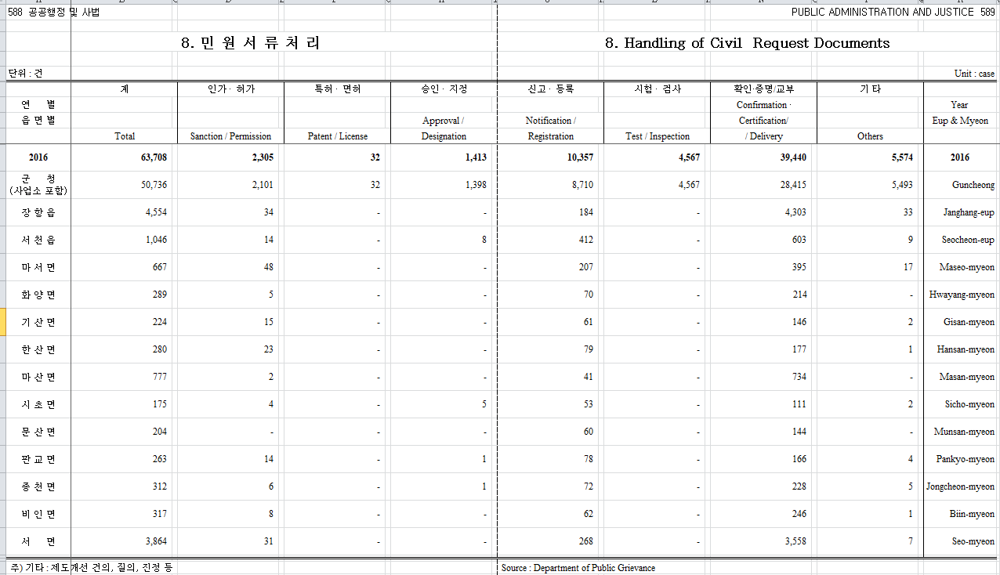 588 공공행정 및 사법
PUBLIC ADMINISTRATION AND JUSTICE 589
8. 민 원 서 류 처 리
8. Handling of Civil Request Documents
단위 : 건
Unit : case
계 인가 · 허가 특허 · 면허 승인 · 지정 신고 · 등록 시험 · 검사 확인·증명/교부 기 타
연 별 Confirmation · Year
읍 면 별 Approval / Notification / Certification/ Eup & Myeon
Total Sanction / Permission Patent / License Designation Registration Test / Inspection / Delivery Others
2016 63,708 2,305 32 1,413 10,357 4,567 39,440 5,574 2016
군 청
(사업소 포함) 50,736 2,101 32 1,398 8,710 4,567 28,415 5,493 Guncheong
장 항 읍 4,554 34 - - 184 - 4,303 33 Janghang-eup
서 천 읍 1,046 14 - 8 412 - 603 9 Seocheon-eup
마 서 면 667 48 - - 207 - 395 17 Maseo-myeon
화 양 면 289 5 - - 70 - 214 - Hwayang-myeon
기 산 면 224 15 - - 61 - 146 2 Gisan-myeon
한 산 면 280 23 - - 79 - 177 1 Hansan-myeon
마 산 면 777 2 - - 41 - 734 - Masan-myeon
시 초 면 175 4 - 5 53 - 111 2 Sicho-myeon
문 산 면 204 - - - 60 - 144 - Munsan-myeon
판 교 면 263 14 - 1 78 - 166 4 Pankyo-myeon
종 천 면 312 6 - 1 72 - 228 5 Jongcheon-myeon
비 인 면 317 8 - - 62 - 246 1 Biin-myeon
서 면 3,864 31 - - 268 - 3,558 7 Seo-myeon
주) 기타 : 제도개선 건의, 질의, 진정 등
Source : Department of Public Grievance